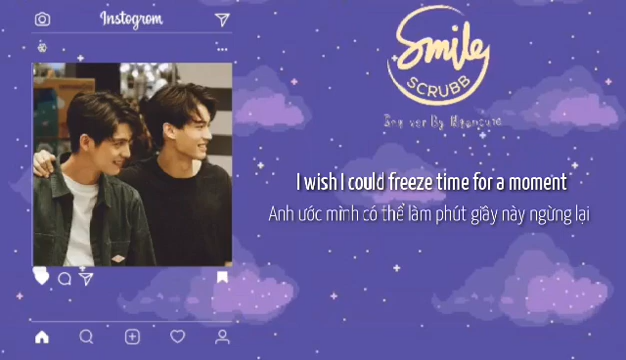 Instagrom
Smile
SCRUBB
I wish I could freeze time for a moment
Anh ước mình có thể làm phút giây này ngừng lại